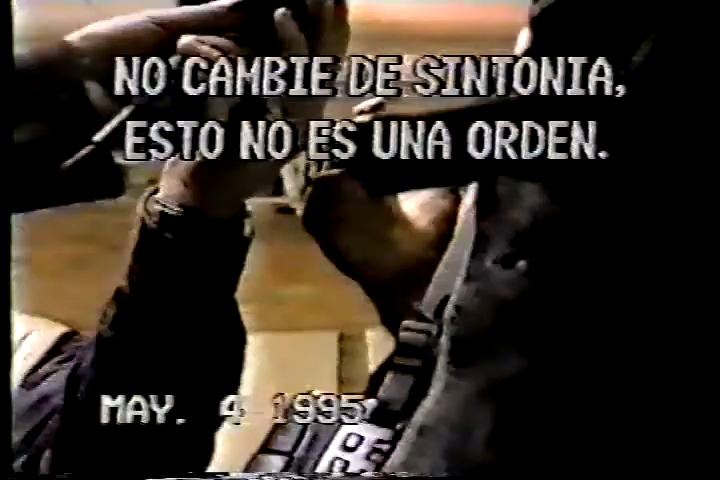 NO CAMBIE DE SINTONIA,
ESTO NO ES UNA ORDEN.
MAY. 4 1995